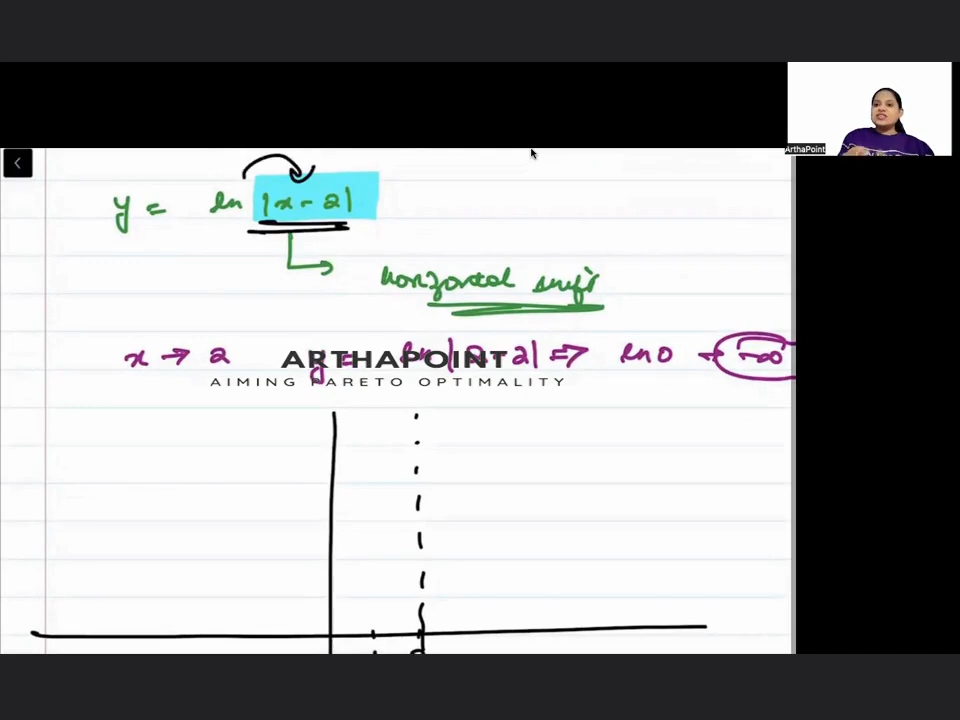 ArthaPoint
y = ln |x - 2|
horizontal shift
x → 2 y = ln |2 - 2| => ln 0 → -∞
ARTHAPOINT
AIMING PARETO OPTIMALITY